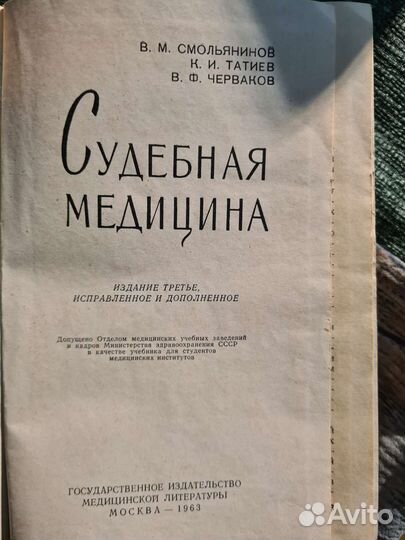 В. М. СМОЛЬЯНИНОВ
К. И. ТАТИЕВ
В. Ф. ЧЕРВАКОВ
СУДЕБНАЯ
МЕДИЦИНА
ИЗДАНИЕ ТРЕТЬЕ,
ИСПРАВЛЕННОЕ И ДОПОЛНЕННОЕ
Допущено Отделом медицинских учебных заведений
и кадров Министерства здравоохранения СССР
в качестве учебника для студентов
медицинских институтов
ГОСУДАРСТВЕННОЕ ИЗДАТЕЛЬСТВО
МЕДИЦИНСКОЙ ЛИТЕРАТУРЫ
МОСКВА — 1963
Avito